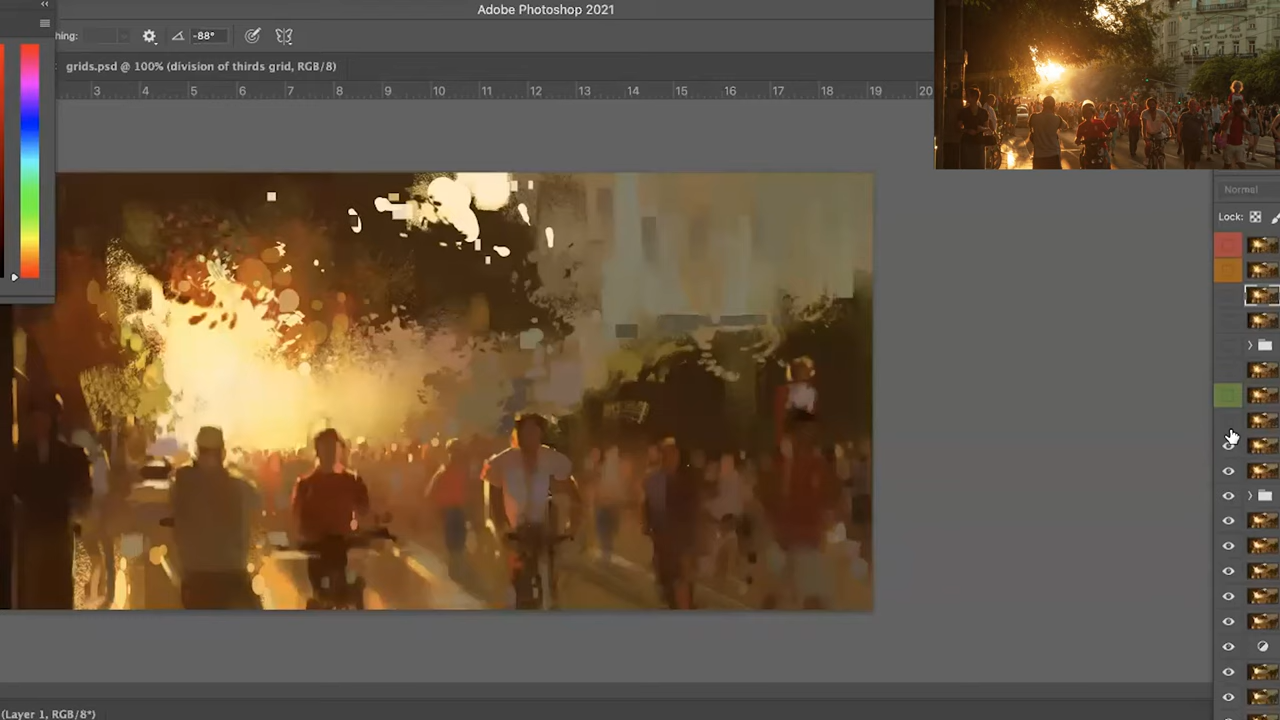 Adobe Photoshop 2021
hing: -88°
grids.psd @ 100% (division of thirds grid, RGB/8)
3 4 5 6 7 8 9 10 11 12 13 14 15 16 17 18 19 20
Normal
Lock:
(Layer 1, RGB/8*)